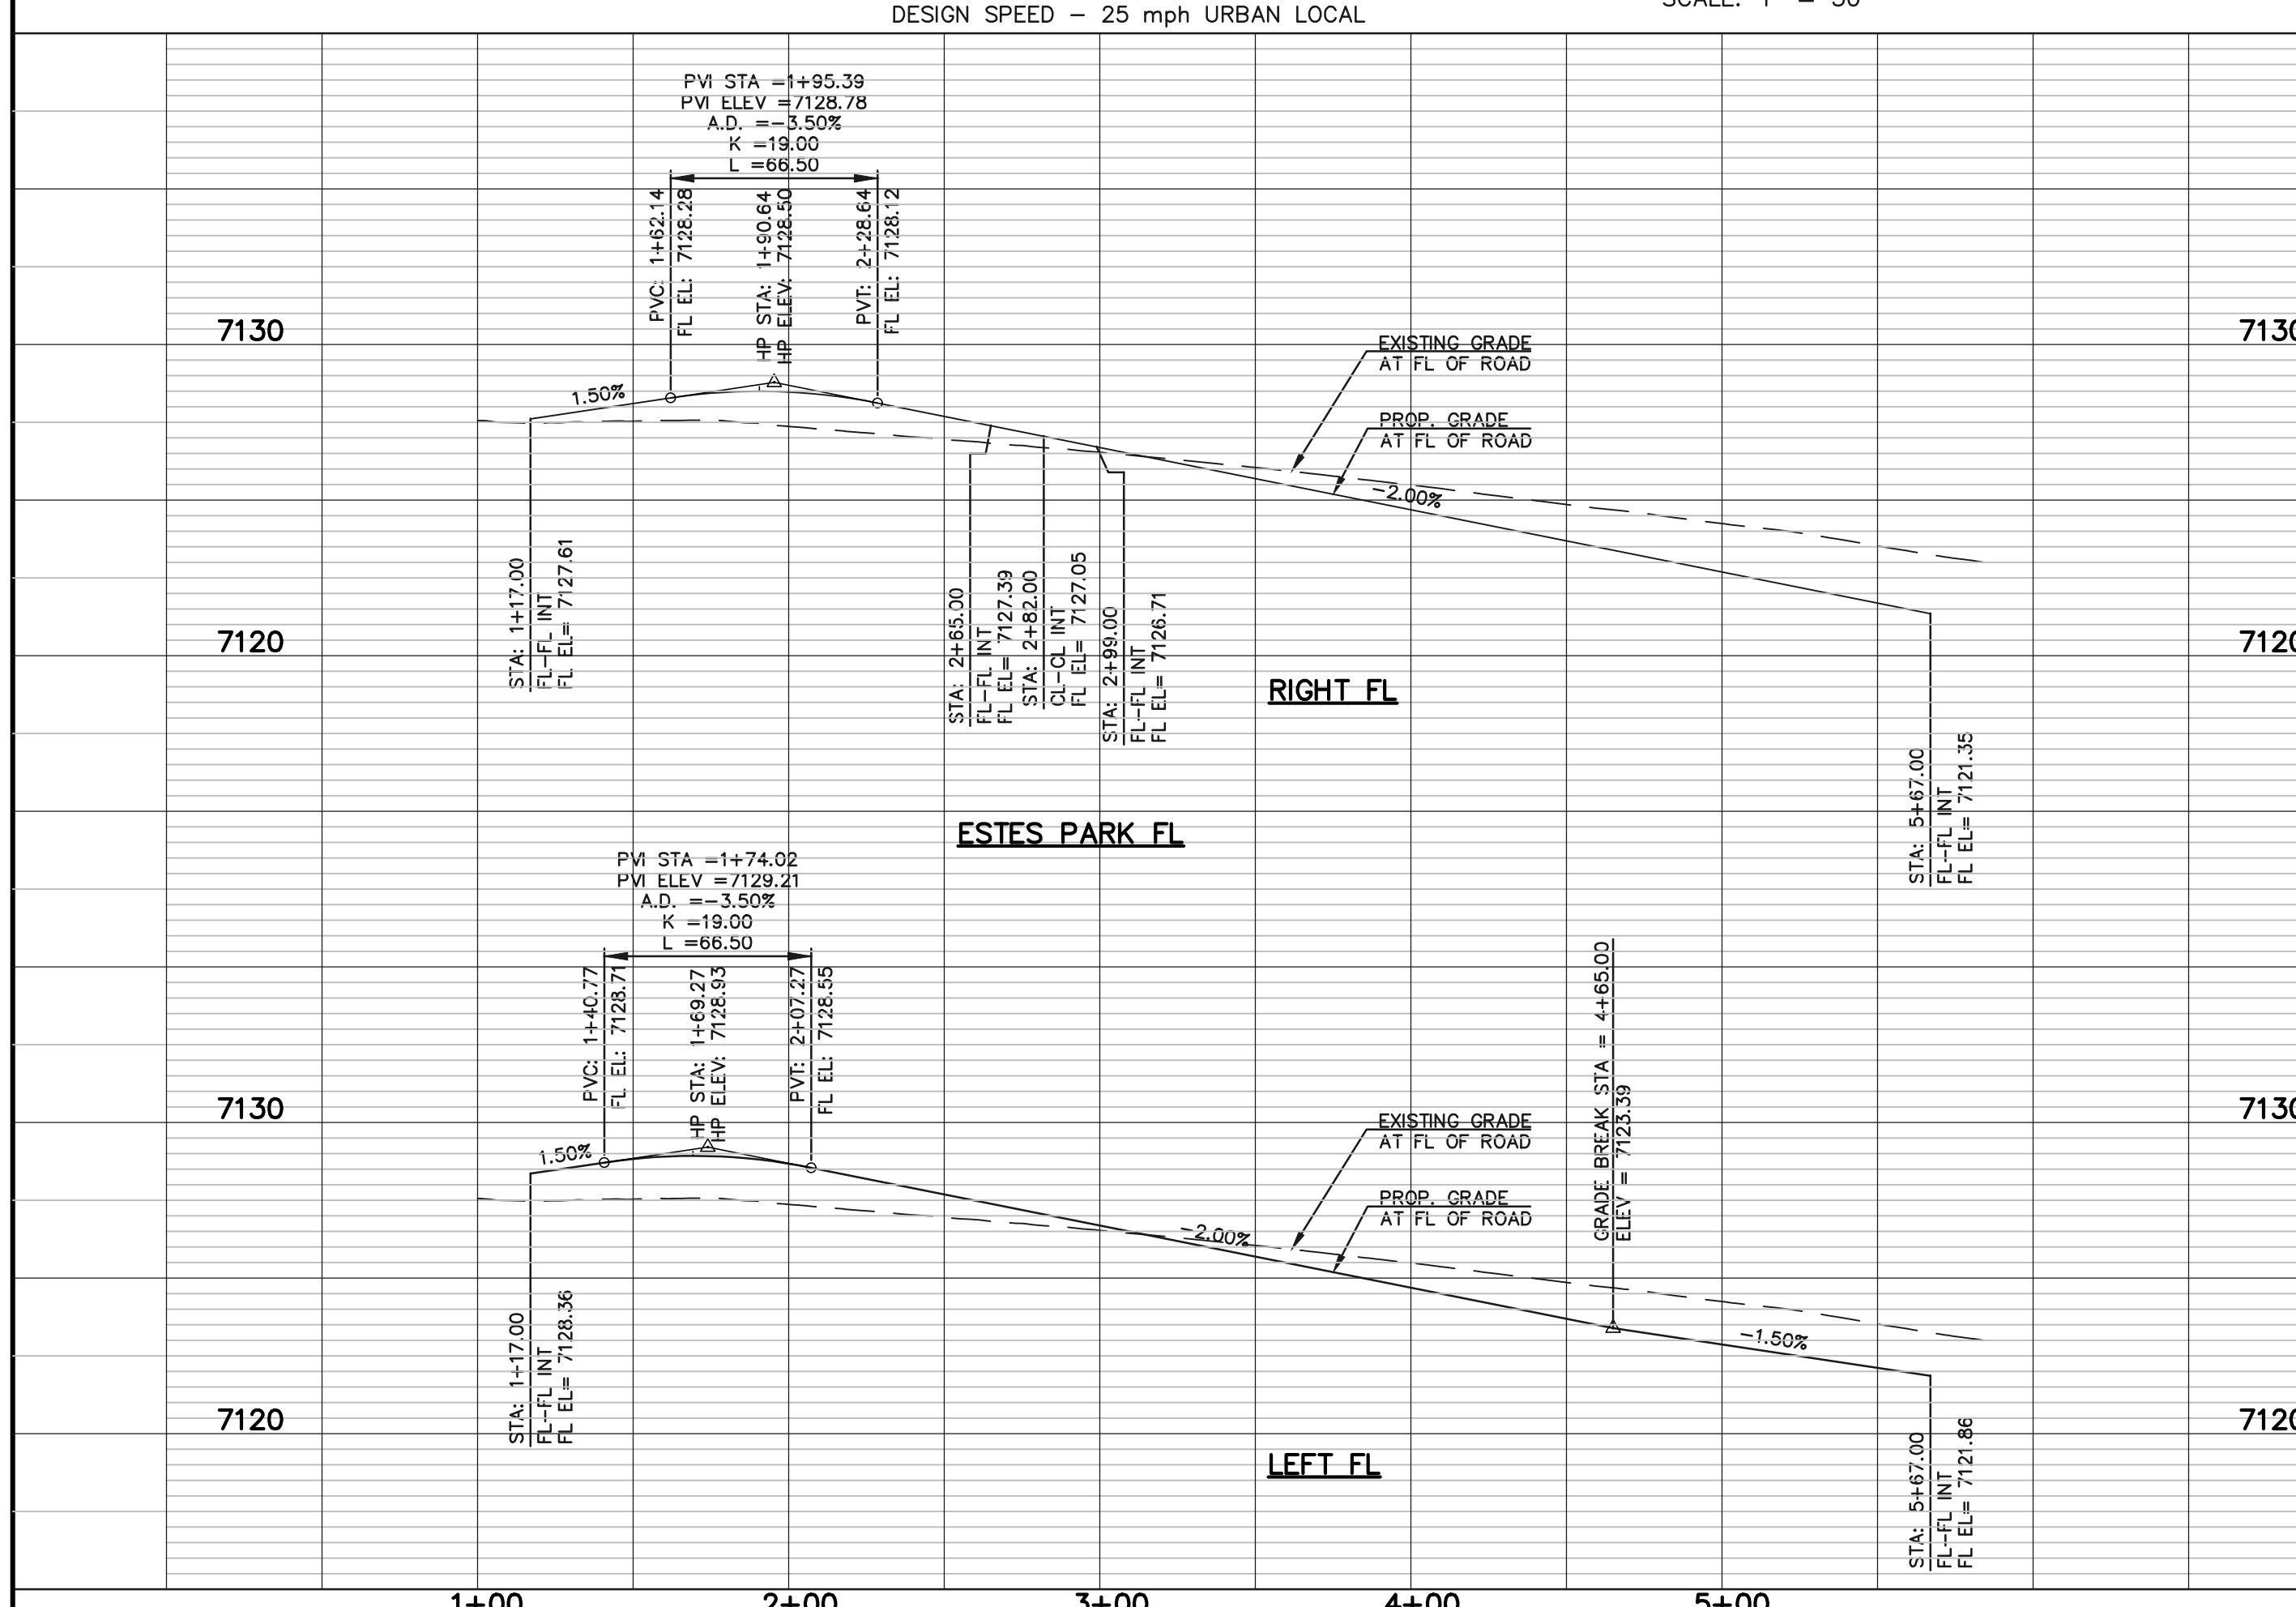 DESIGN SPEED – 25 mph URBAN LOCAL
PVI STA =1+95.39
PVI ELEV =7128.78
A.D. =-3.50%
K =19.00
L =66.50
PVC: 1+62.14
FL EL: 7128.28
HP STA: 1+90.64
HP ELEV: 7128.50
PVT: 2+28.64
FL EL: 7128.12
7130
7130
EXISTING GRADE
AT FL OF ROAD
1.50%
PROP. GRADE
AT FL OF ROAD
-2.00%
STA: 1+17.00
FL-FL INT
FL EL= 7127.61
STA: 2+65.00
FL-FL INT
FL EL= 7127.39
STA: 2+82.00
CL-CL INT
FL EL= 7127.05
STA: 2+99.00
FL-FL INT
FL EL= 7126.71
7120
7120
RIGHT FL
STA: 5+67.00
FL-FL INT
FL EL= 7121.35
ESTES PARK FL
PVI STA =1+74.02
PVI ELEV =7129.21
A.D. =-3.50%
K =19.00
L =66.50
PVC: 1+40.77
FL EL: 7128.71
HP STA: 1+69.27
HP ELEV: 7128.93
PVT: 2+07.27
FL EL: 7128.55
GRADE BREAK STA = 4+65.00
ELEV = 7123.39
7130
7130
EXISTING GRADE
AT FL OF ROAD
1.50%
PROP. GRADE
AT FL OF ROAD
-2.00%
-1.50%
STA: 1+17.00
FL-FL INT
FL EL= 7128.36
7120
7120
LEFT FL
STA: 5+67.00
FL-FL INT
FL EL= 7121.86
1+00
2+00
3+00
4+00
5+00